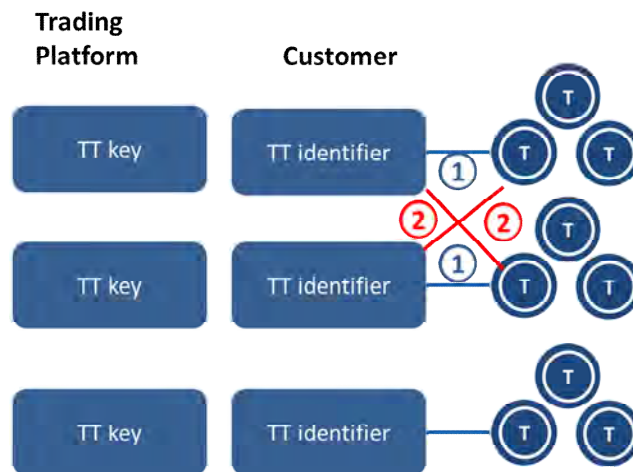 Trading
Platform
Customer
T
TT key
TT identifier
1
T
T
2
2
T
TT key
TT identifier
1
T
T
T
TT key
TT identifier
T
T